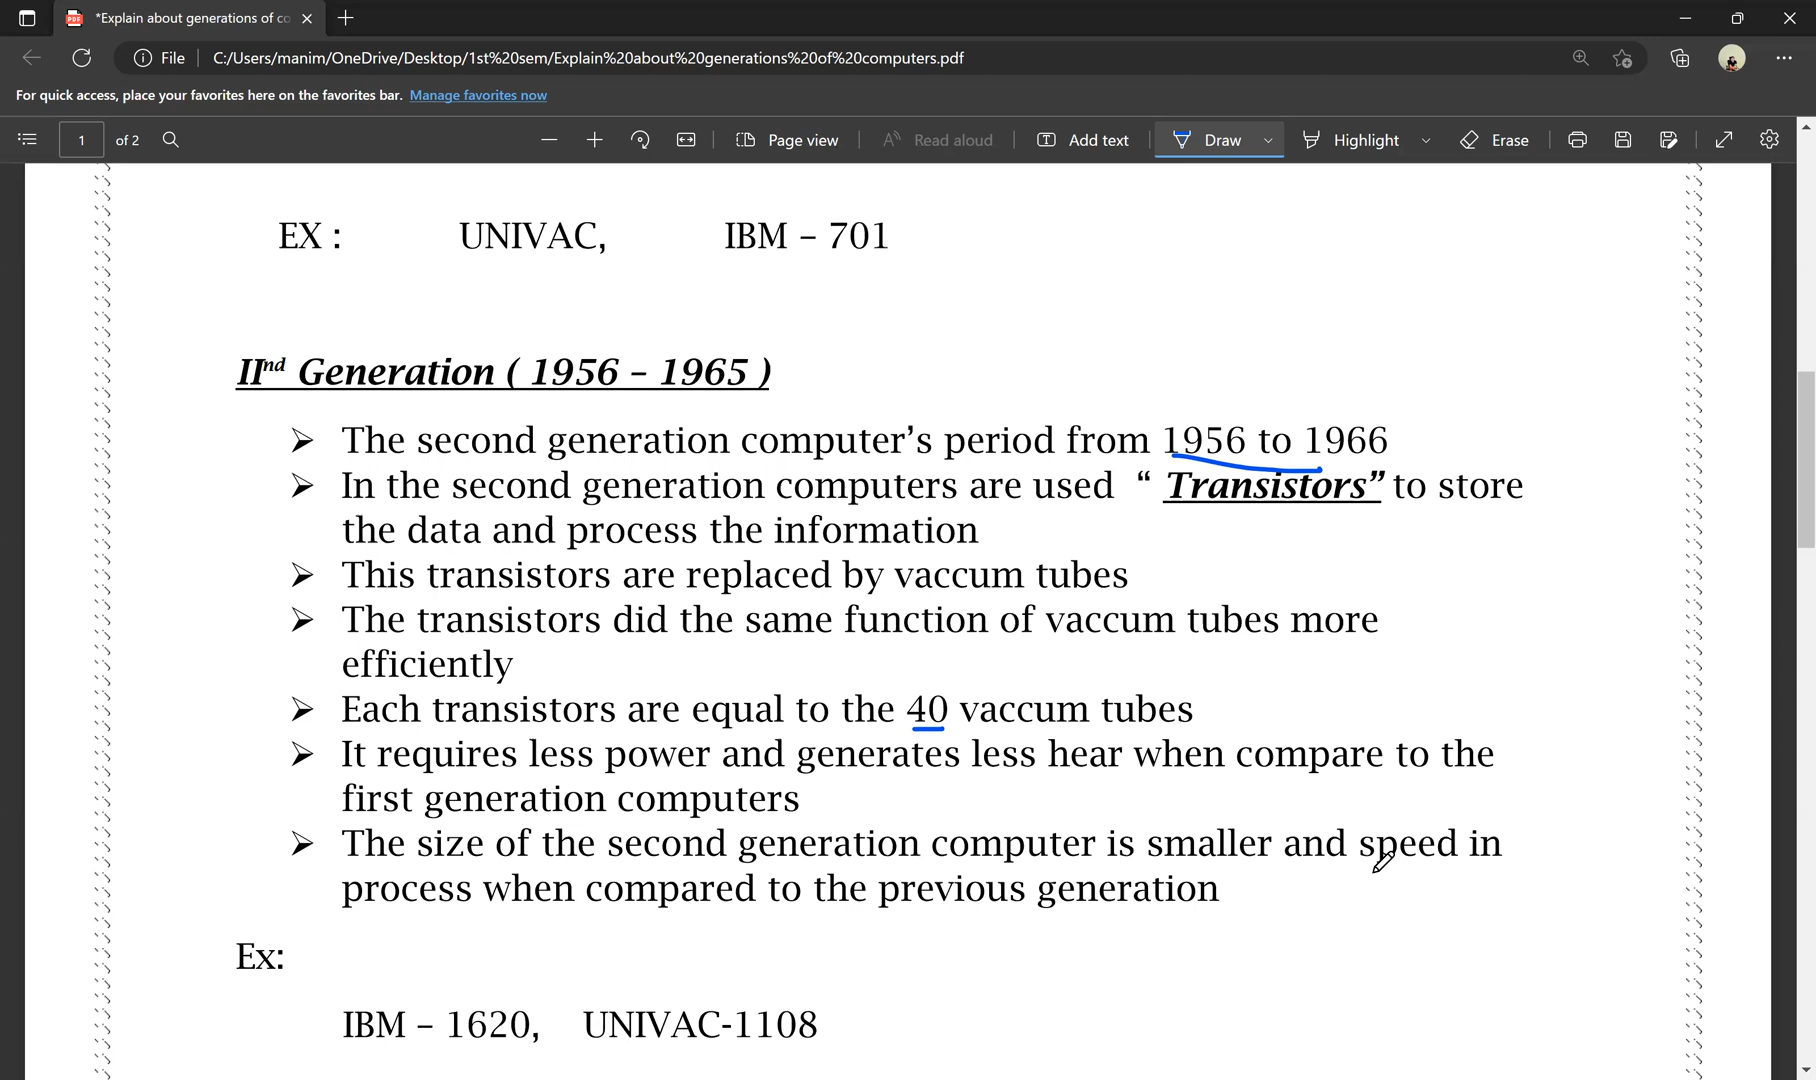 *Explain about generations of co
File
C:/Users/manim/OneDrive/Desktop/1st%20sem/Explain%20about%20generations%20of%20computers.pdf
For quick access, place your favorites here on the favorites bar. Manage favorites now
1 of 2
Page view
Read aloud
Add text
Draw
Highlight
Erase
EX : UNIVAC, IBM – 701
IInd Generation ( 1956 – 1965 )
➢ The second generation computer’s period from 1956 to 1966
➢ In the second generation computers are used “ Transistors” to store
the data and process the information
➢ This transistors are replaced by vaccum tubes
➢ The transistors did the same function of vaccum tubes more
efficiently
➢ Each transistors are equal to the 40 vaccum tubes
➢ It requires less power and generates less hear when compare to the
first generation computers
➢ The size of the second generation computer is smaller and speed in
process when compared to the previous generation
Ex:
IBM – 1620, UNIVAC-1108